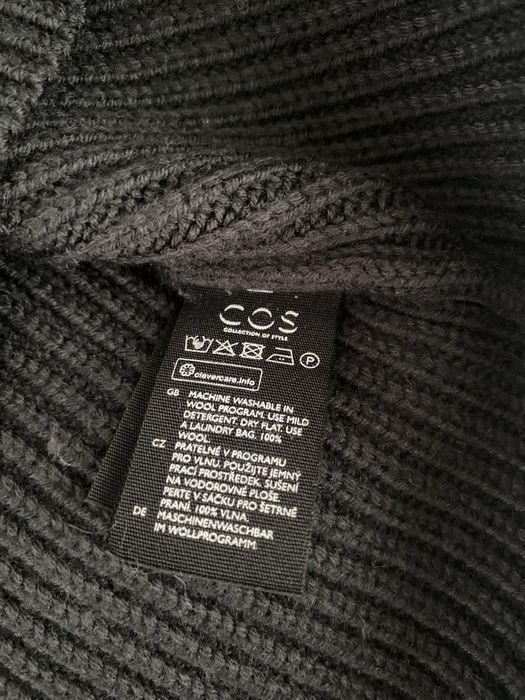 COS
COLLECTION OF STYLE
P
clevercare.info
GB MACHINE WASHABLE IN
WOOL PROGRAM. USE MILD
DETERGENT. DRY FLAT. USE
A LAUNDRY BAG. 100%
WOOL.
CZ PRATELNÉ V PROGRAMU
PRO VLNU. POUŽIJTE JEMNÝ
PRACÍ PROSTŘEDEK. SUŠENÍ
NA VODOROVNÉ PLOŠE
PERTE V SÁČKU PRO ŠETRNÉ
PRANÍ. 100% VLNA.
DE MASCHINENWASCHBAR
IM WOLLPROGRAMM.